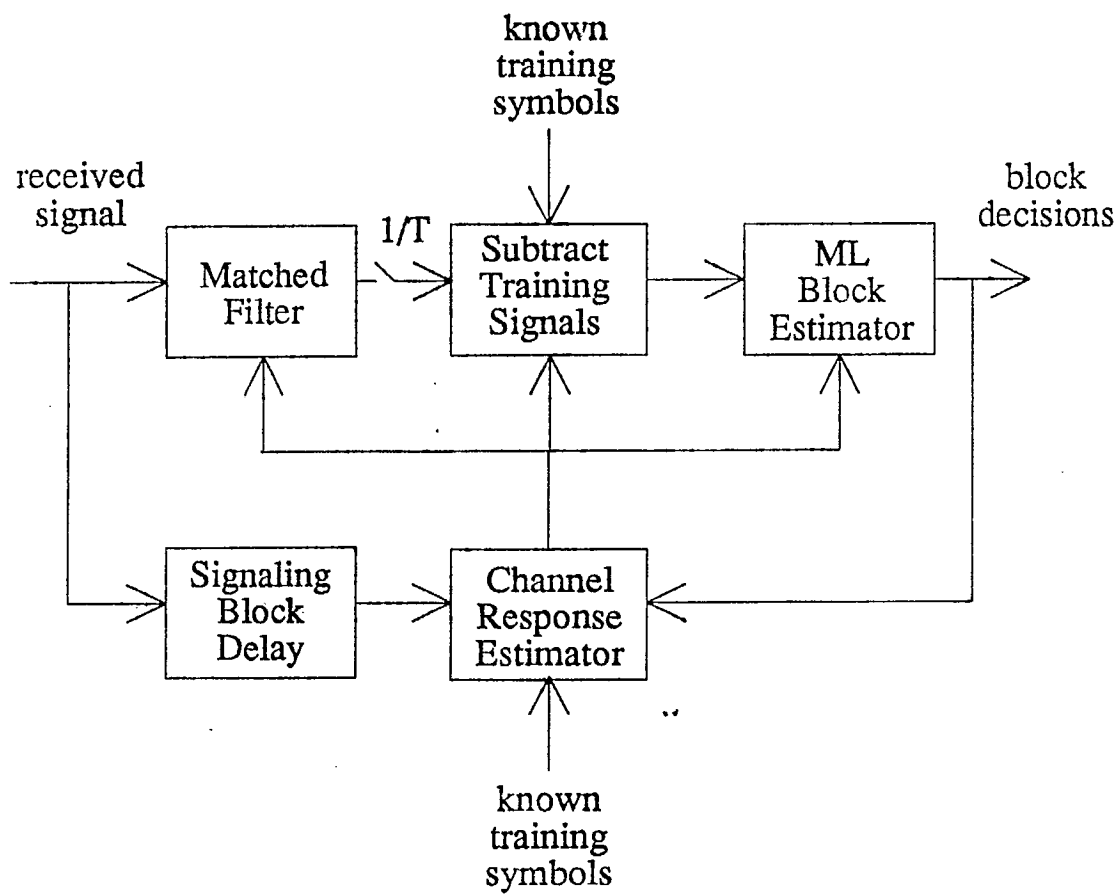 known
training
symbols
received
signal
block
decisions
1/T
Matched
Filter
Subtract
Training
Signals
ML
Block
Estimator
Signaling
Block
Delay
Channel
Response
Estimator
known
training
symbols